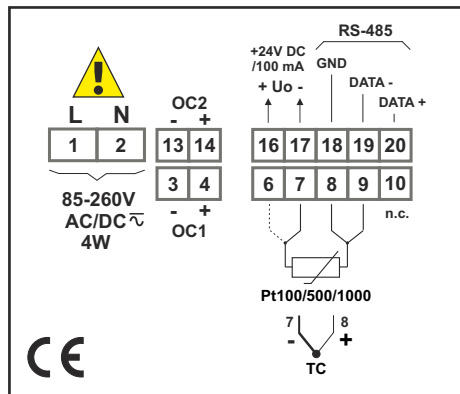 RS-485
+24V DC
/100 mA
GND
+ Uo -
DATA -
DATA +
L N
OC2
- +
1 2
13 14
16 17 18 19 20
3 4
6 7 8 9 10
- +
OC1
n.c.
85-260V
AC/DC
4W
Pt100/500/1000
7 8
- +
TC
CE